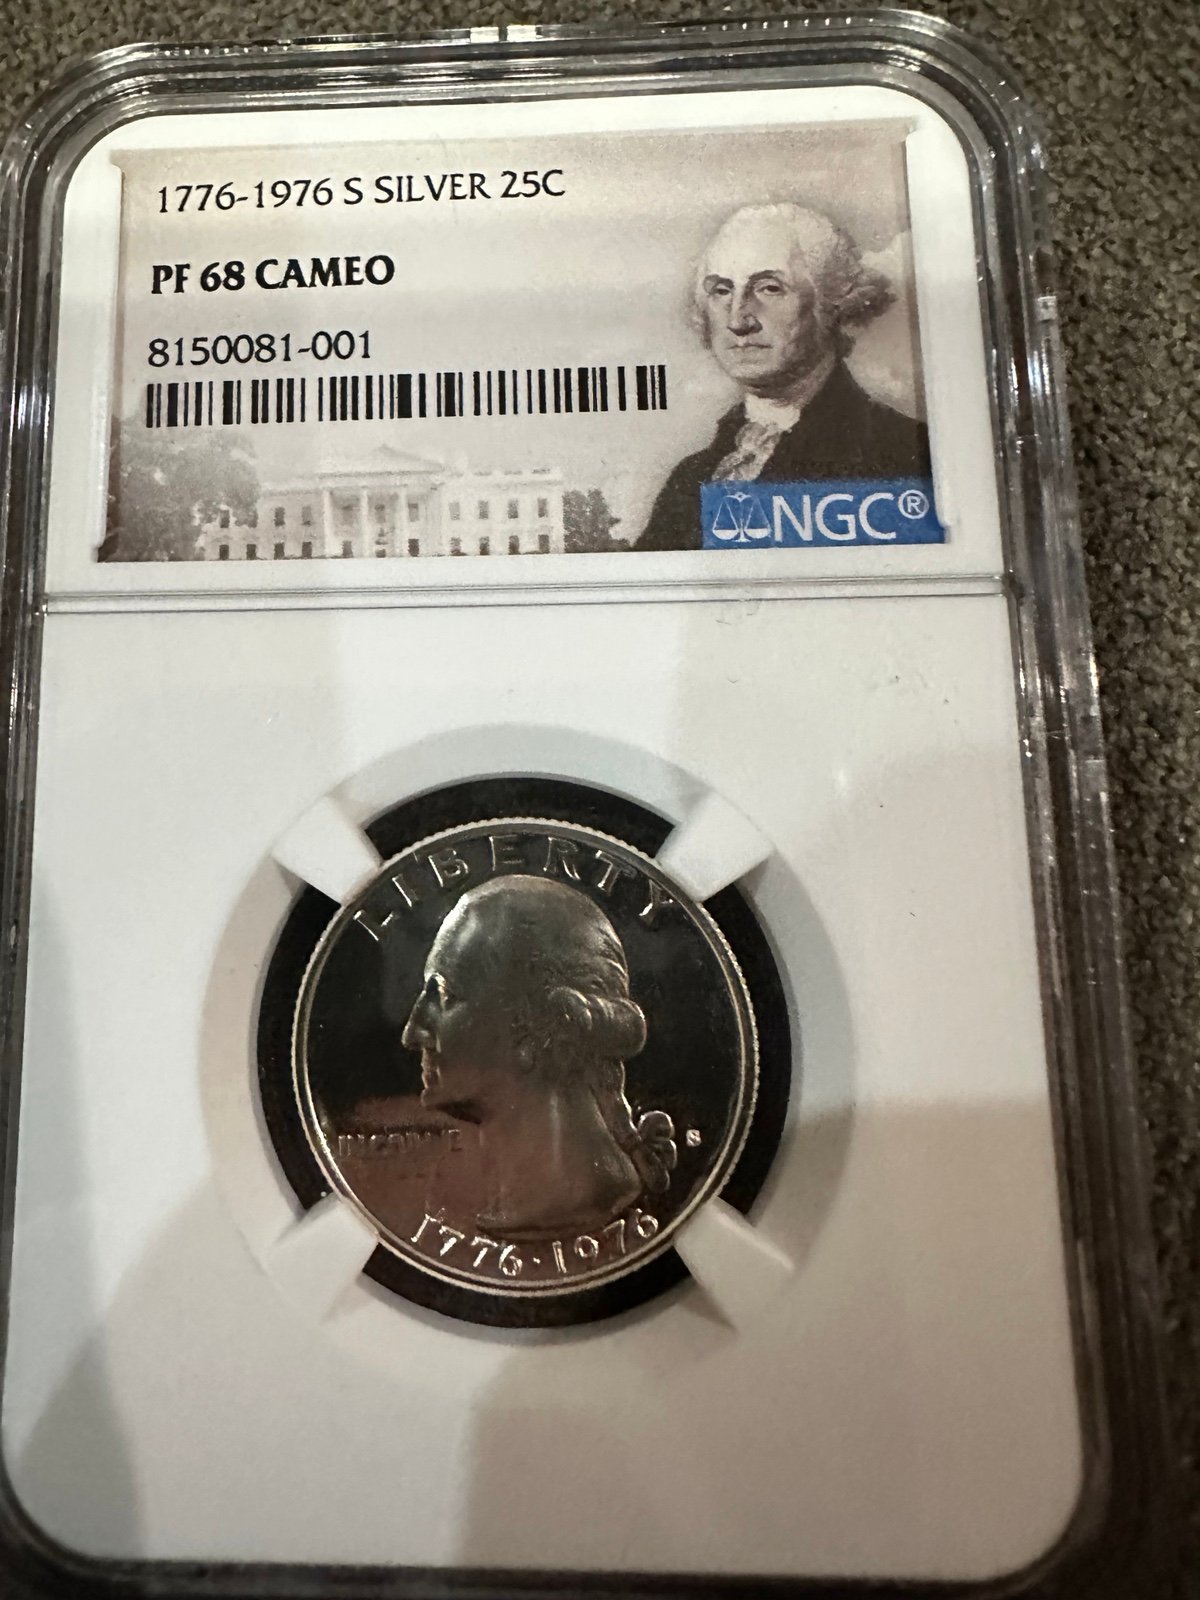 1776-1976 S SILVER 25C
PF 68 CAMEO
8150081-001
NGC®
LIBERTY
S
1776·1976